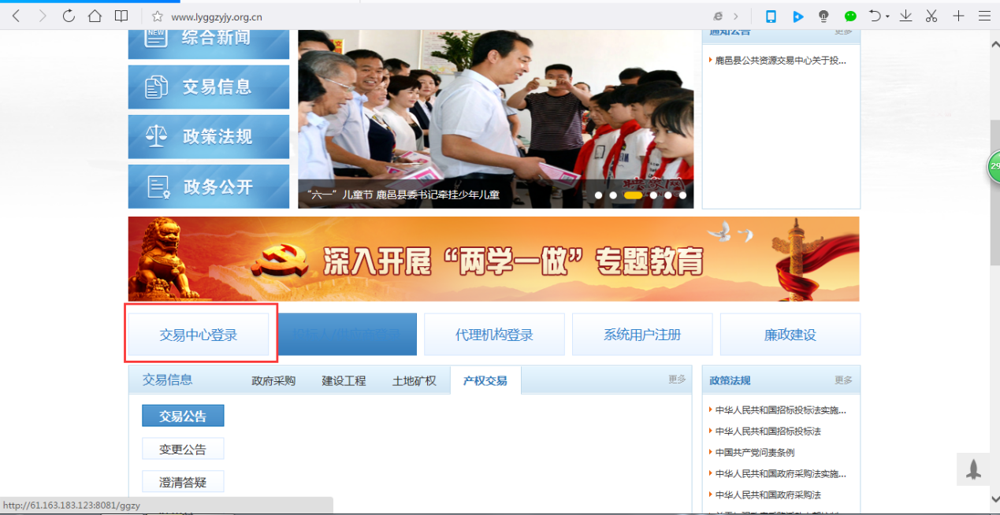 www.lyggzyjy.org.cn
NEW
综合新闻
交易信息
政策法规
政务公开
“六一”儿童节 鹿邑县委书记牵挂少年儿童
通知公告
更多
鹿邑县公共资源交易中心关于投...
29
深入开展“两学一做”专题教育
交易中心登录
投标人/供应商登录
代理机构登录
系统用户注册
廉政建设
交易信息
政府采购
建设工程
土地矿权
产权交易
更多
交易公告
变更公告
澄清答疑
政策法规
更多
中华人民共和国招标投标法实施...
中华人民共和国招标投标法
中国共产党问责条例
中华人民共和国政府采购法实施...
中华人民共和国政府采购法
http://61.163.183.123:8081/ggzy